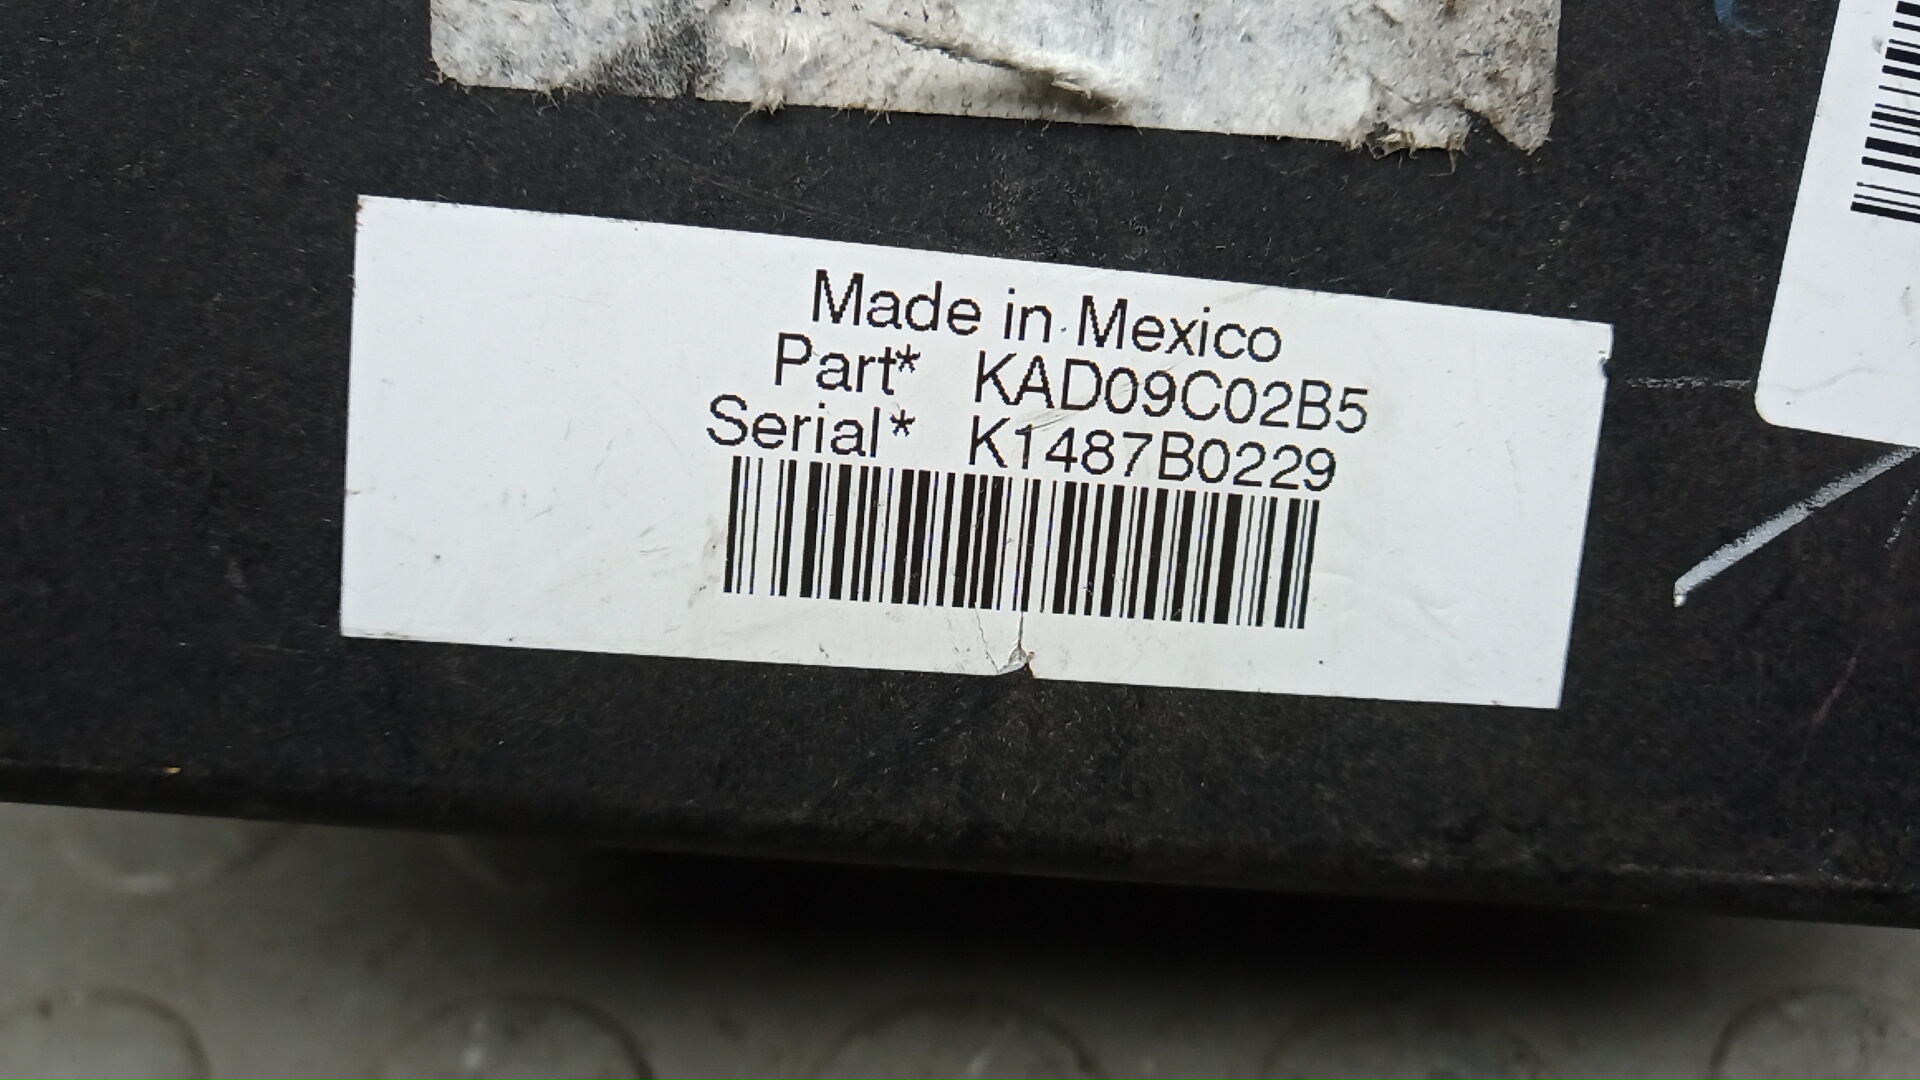 Made in Mexico
Part* KAD09C02B5
Serial* K1487B0229